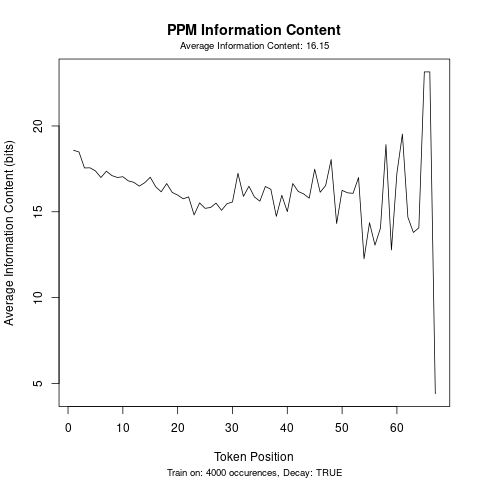 PPM Information Content
Average Information Content: 16.15
Average Information Content (bits)
20
15
10
5
0 10 20 30 40 50 60
Token Position
Train on: 4000 occurences, Decay: TRUE